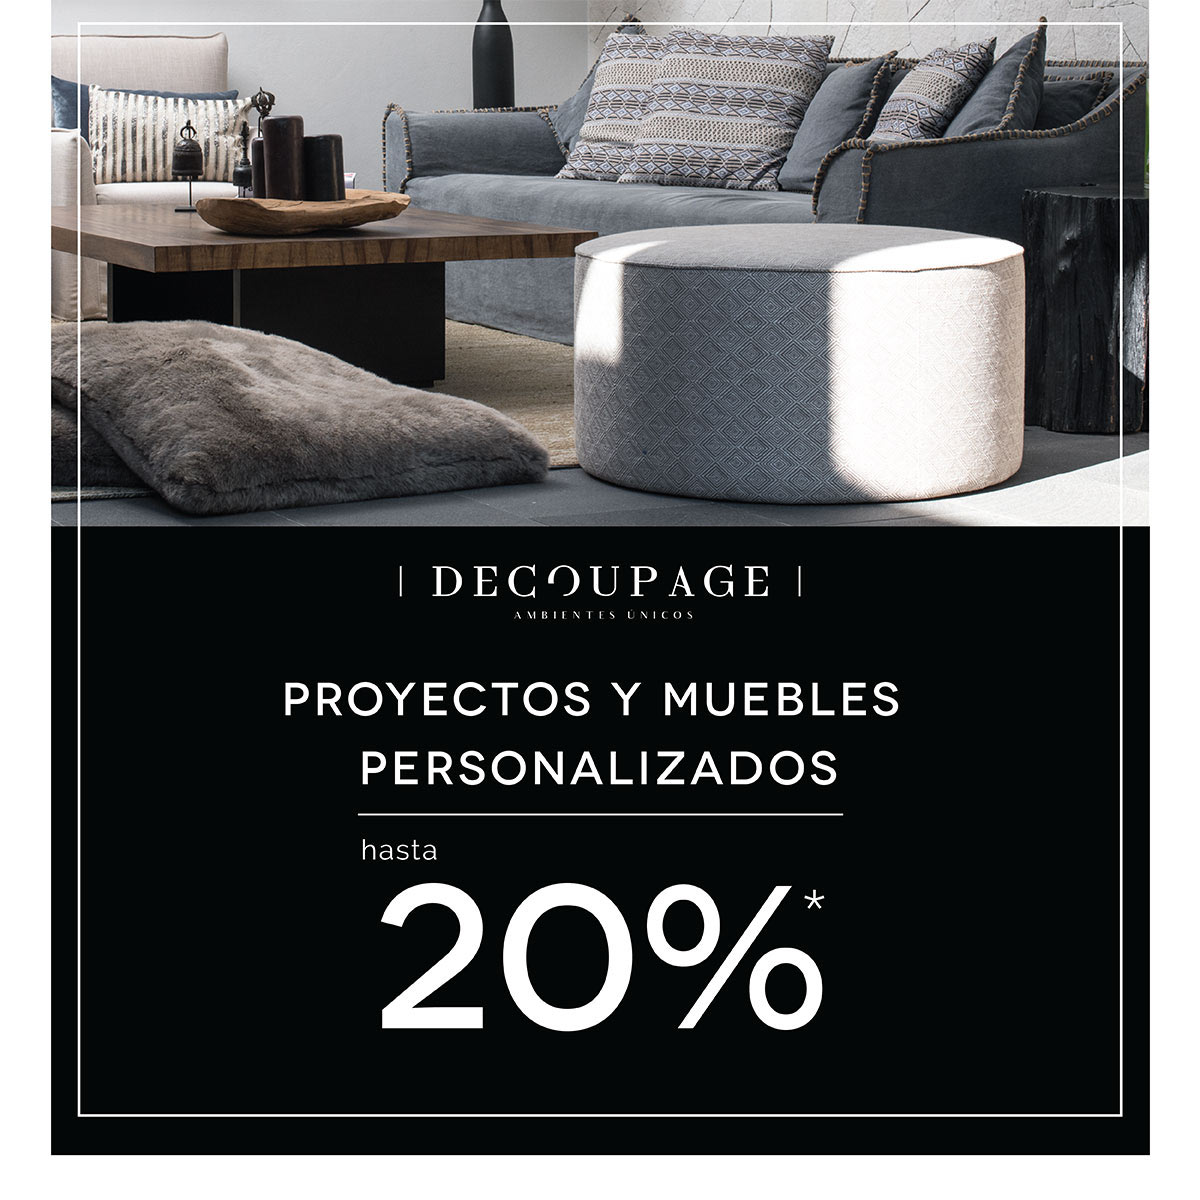 | DECOUPAGE |
AMBIENTES ÚNICOS
PROYECTOS Y MUEBLES
PERSONALIZADOS
hasta
20%*